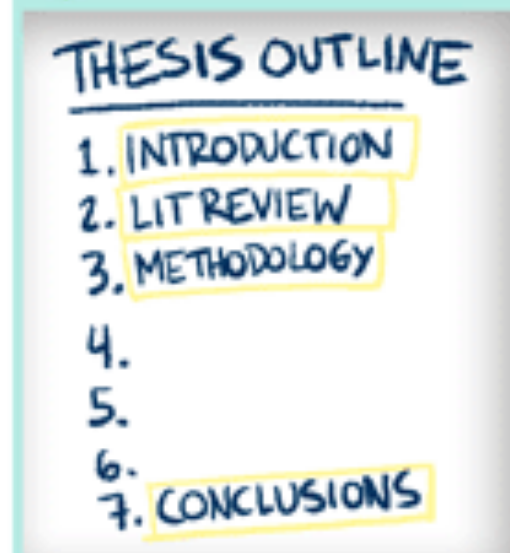 THESIS OUTLINE
1. INTRODUCTION
2. LIT REVIEW
3. METHODOLOGY
4.
5.
6.
7. CONCLUSIONS